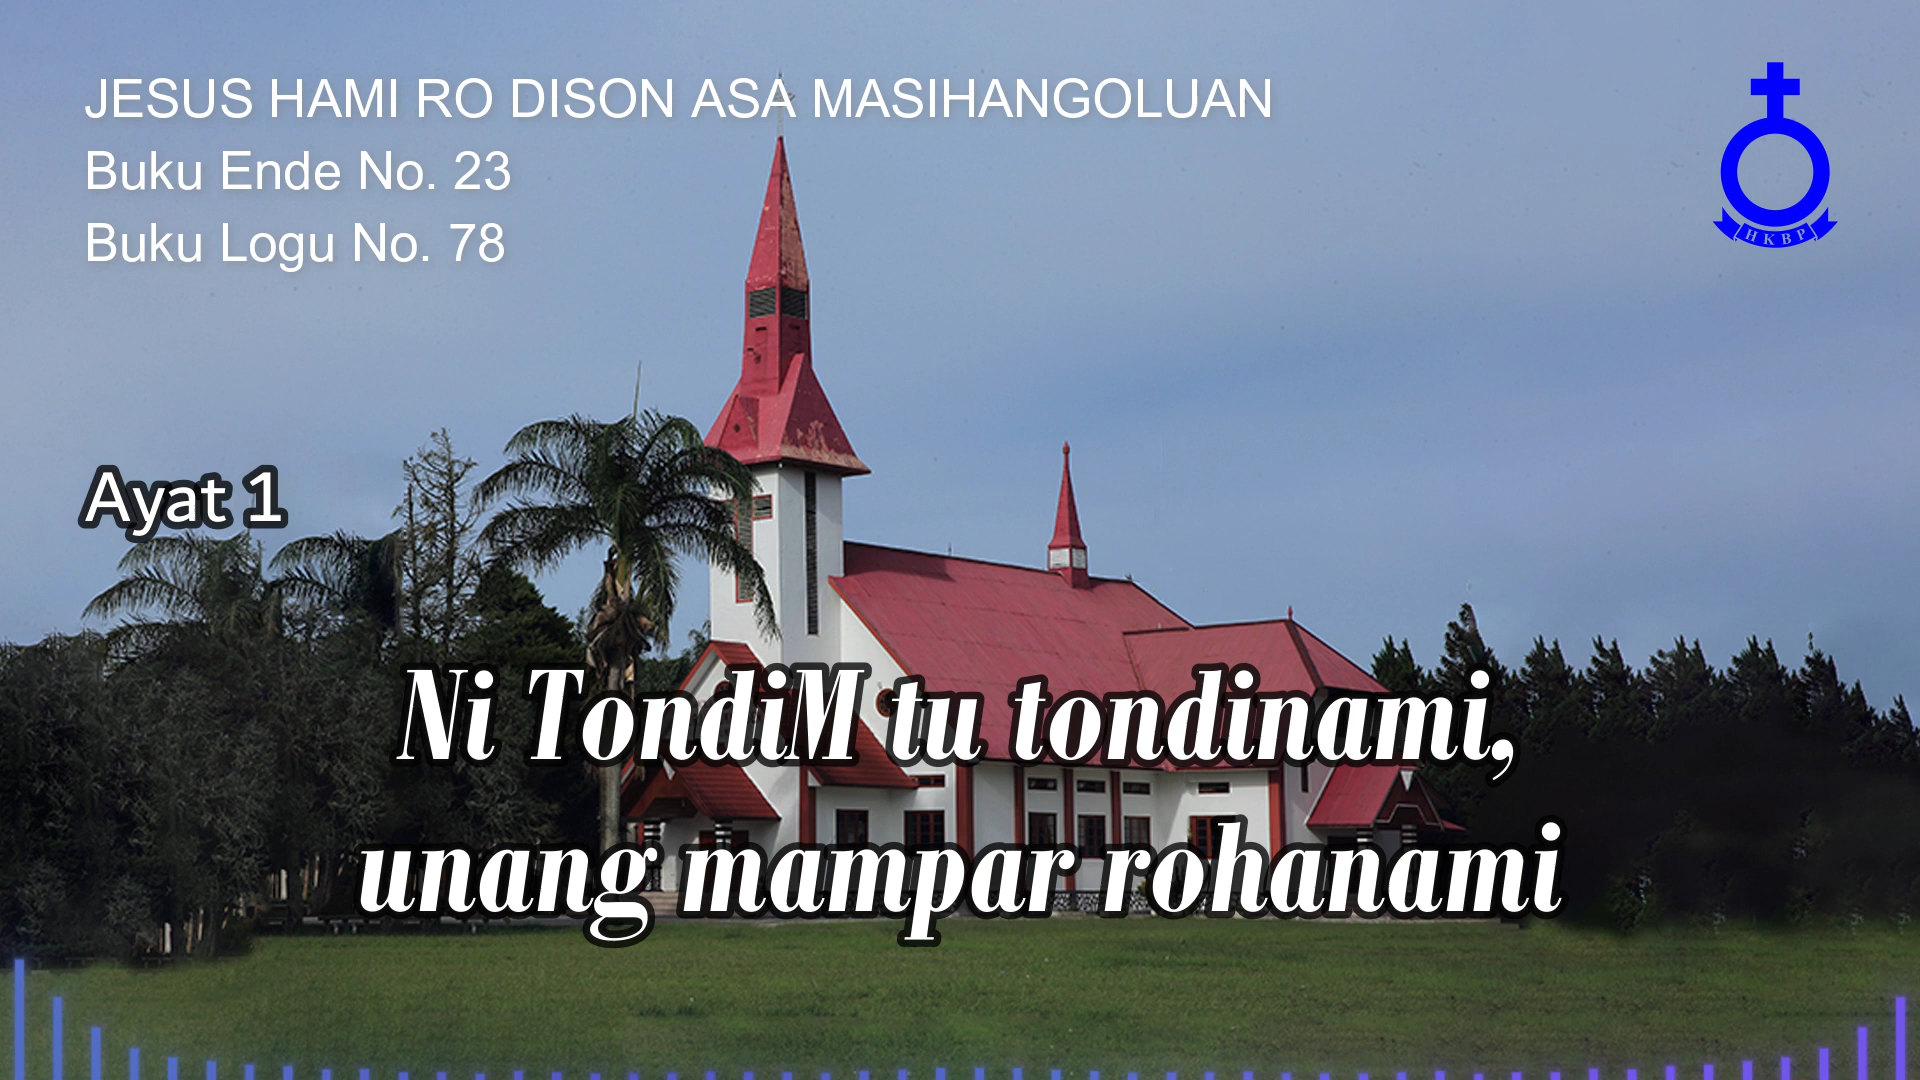 JESUS HAMI RO DISON ASA MASIHANGOLUAN
Buku Ende No. 23
Buku Logu No. 78
HKBP
Ayat 1
Ni TondiM tu tondinami,
unang mampar rohanami